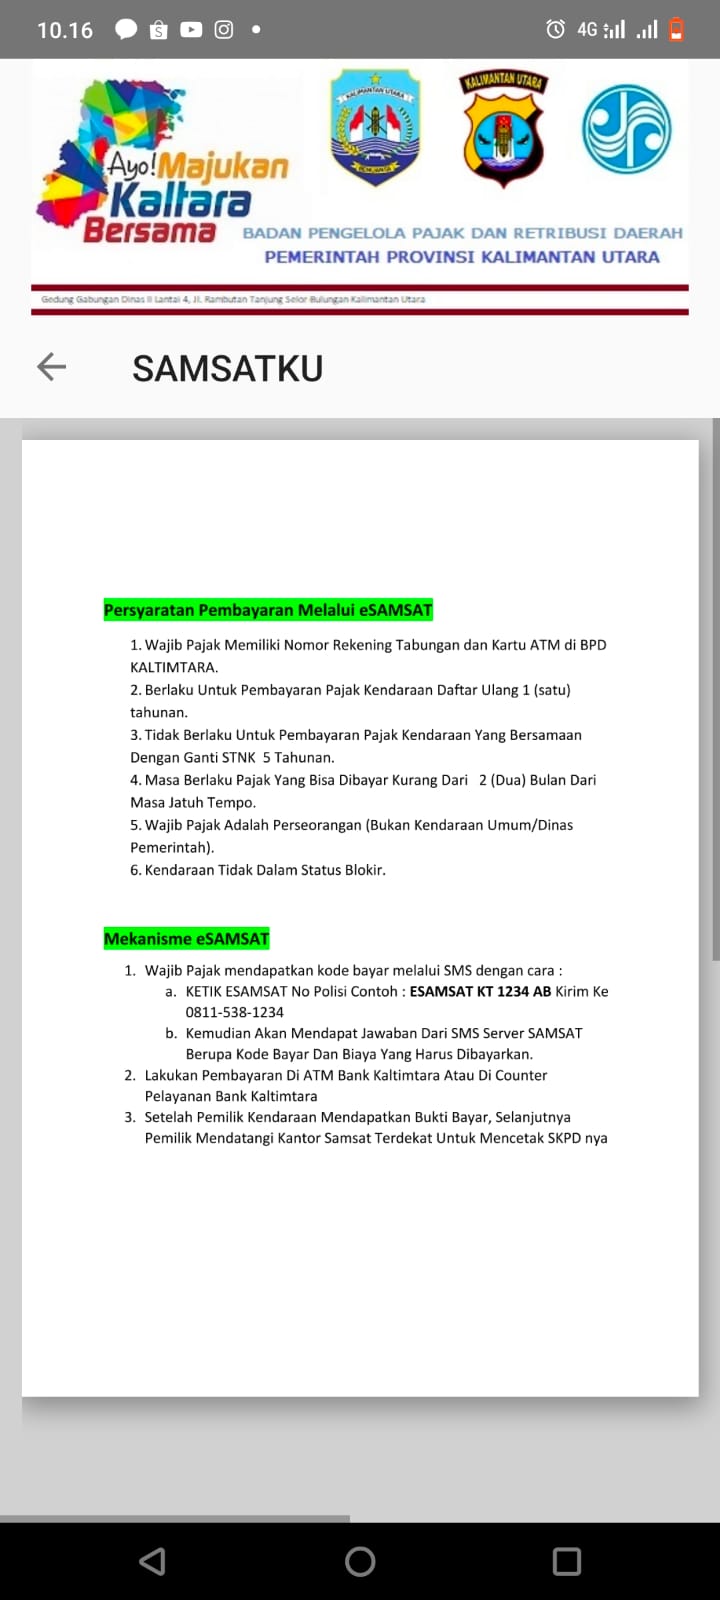 10.16
4G
Ayo! Majukan
Kaltara
Bersama
KALIMANTAN UTARA
BENUANTA
KALIMANTAN UTARA
BADAN PENGELOLA PAJAK DAN RETRIBUSI DAERAH
PEMERINTAH PROVINSI KALIMANTAN UTARA
Gedung Gabungan Dinas II Lantai 4, Jl. Rambutan Tanjung Selor-Bulungan Kalimantan Utara
SAMSATKU
Persyaratan Pembayaran Melalui eSAMSAT
1. Wajib Pajak Memiliki Nomor Rekening Tabungan dan Kartu ATM di BPD
KALTIMTARA.
2. Berlaku Untuk Pembayaran Pajak Kendaraan Daftar Ulang 1 (satu)
tahunan.
3. Tidak Berlaku Untuk Pembayaran Pajak Kendaraan Yang Bersamaan
Dengan Ganti STNK 5 Tahunan.
4. Masa Berlaku Pajak Yang Bisa Dibayar Kurang Dari 2 (Dua) Bulan Dari
Masa Jatuh Tempo.
5. Wajib Pajak Adalah Perseorangan (Bukan Kendaraan Umum/Dinas
Pemerintah).
6. Kendaraan Tidak Dalam Status Blokir.
Mekanisme eSAMSAT
1. Wajib Pajak mendapatkan kode bayar melalui SMS dengan cara :
a. KETIK ESAMSAT No Polisi Contoh : ESAMSAT KT 1234 AB Kirim Ke
0811-538-1234
b. Kemudian Akan Mendapat Jawaban Dari SMS Server SAMSAT
Berupa Kode Bayar Dan Biaya Yang Harus Dibayarkan.
2. Lakukan Pembayaran Di ATM Bank Kaltimtara Atau Di Counter
Pelayanan Bank Kaltimtara
3. Setelah Pemilik Kendaraan Mendapatkan Bukti Bayar, Selanjutnya
Pemilik Mendatangi Kantor Samsat Terdekat Untuk Mencetak SKPD nya